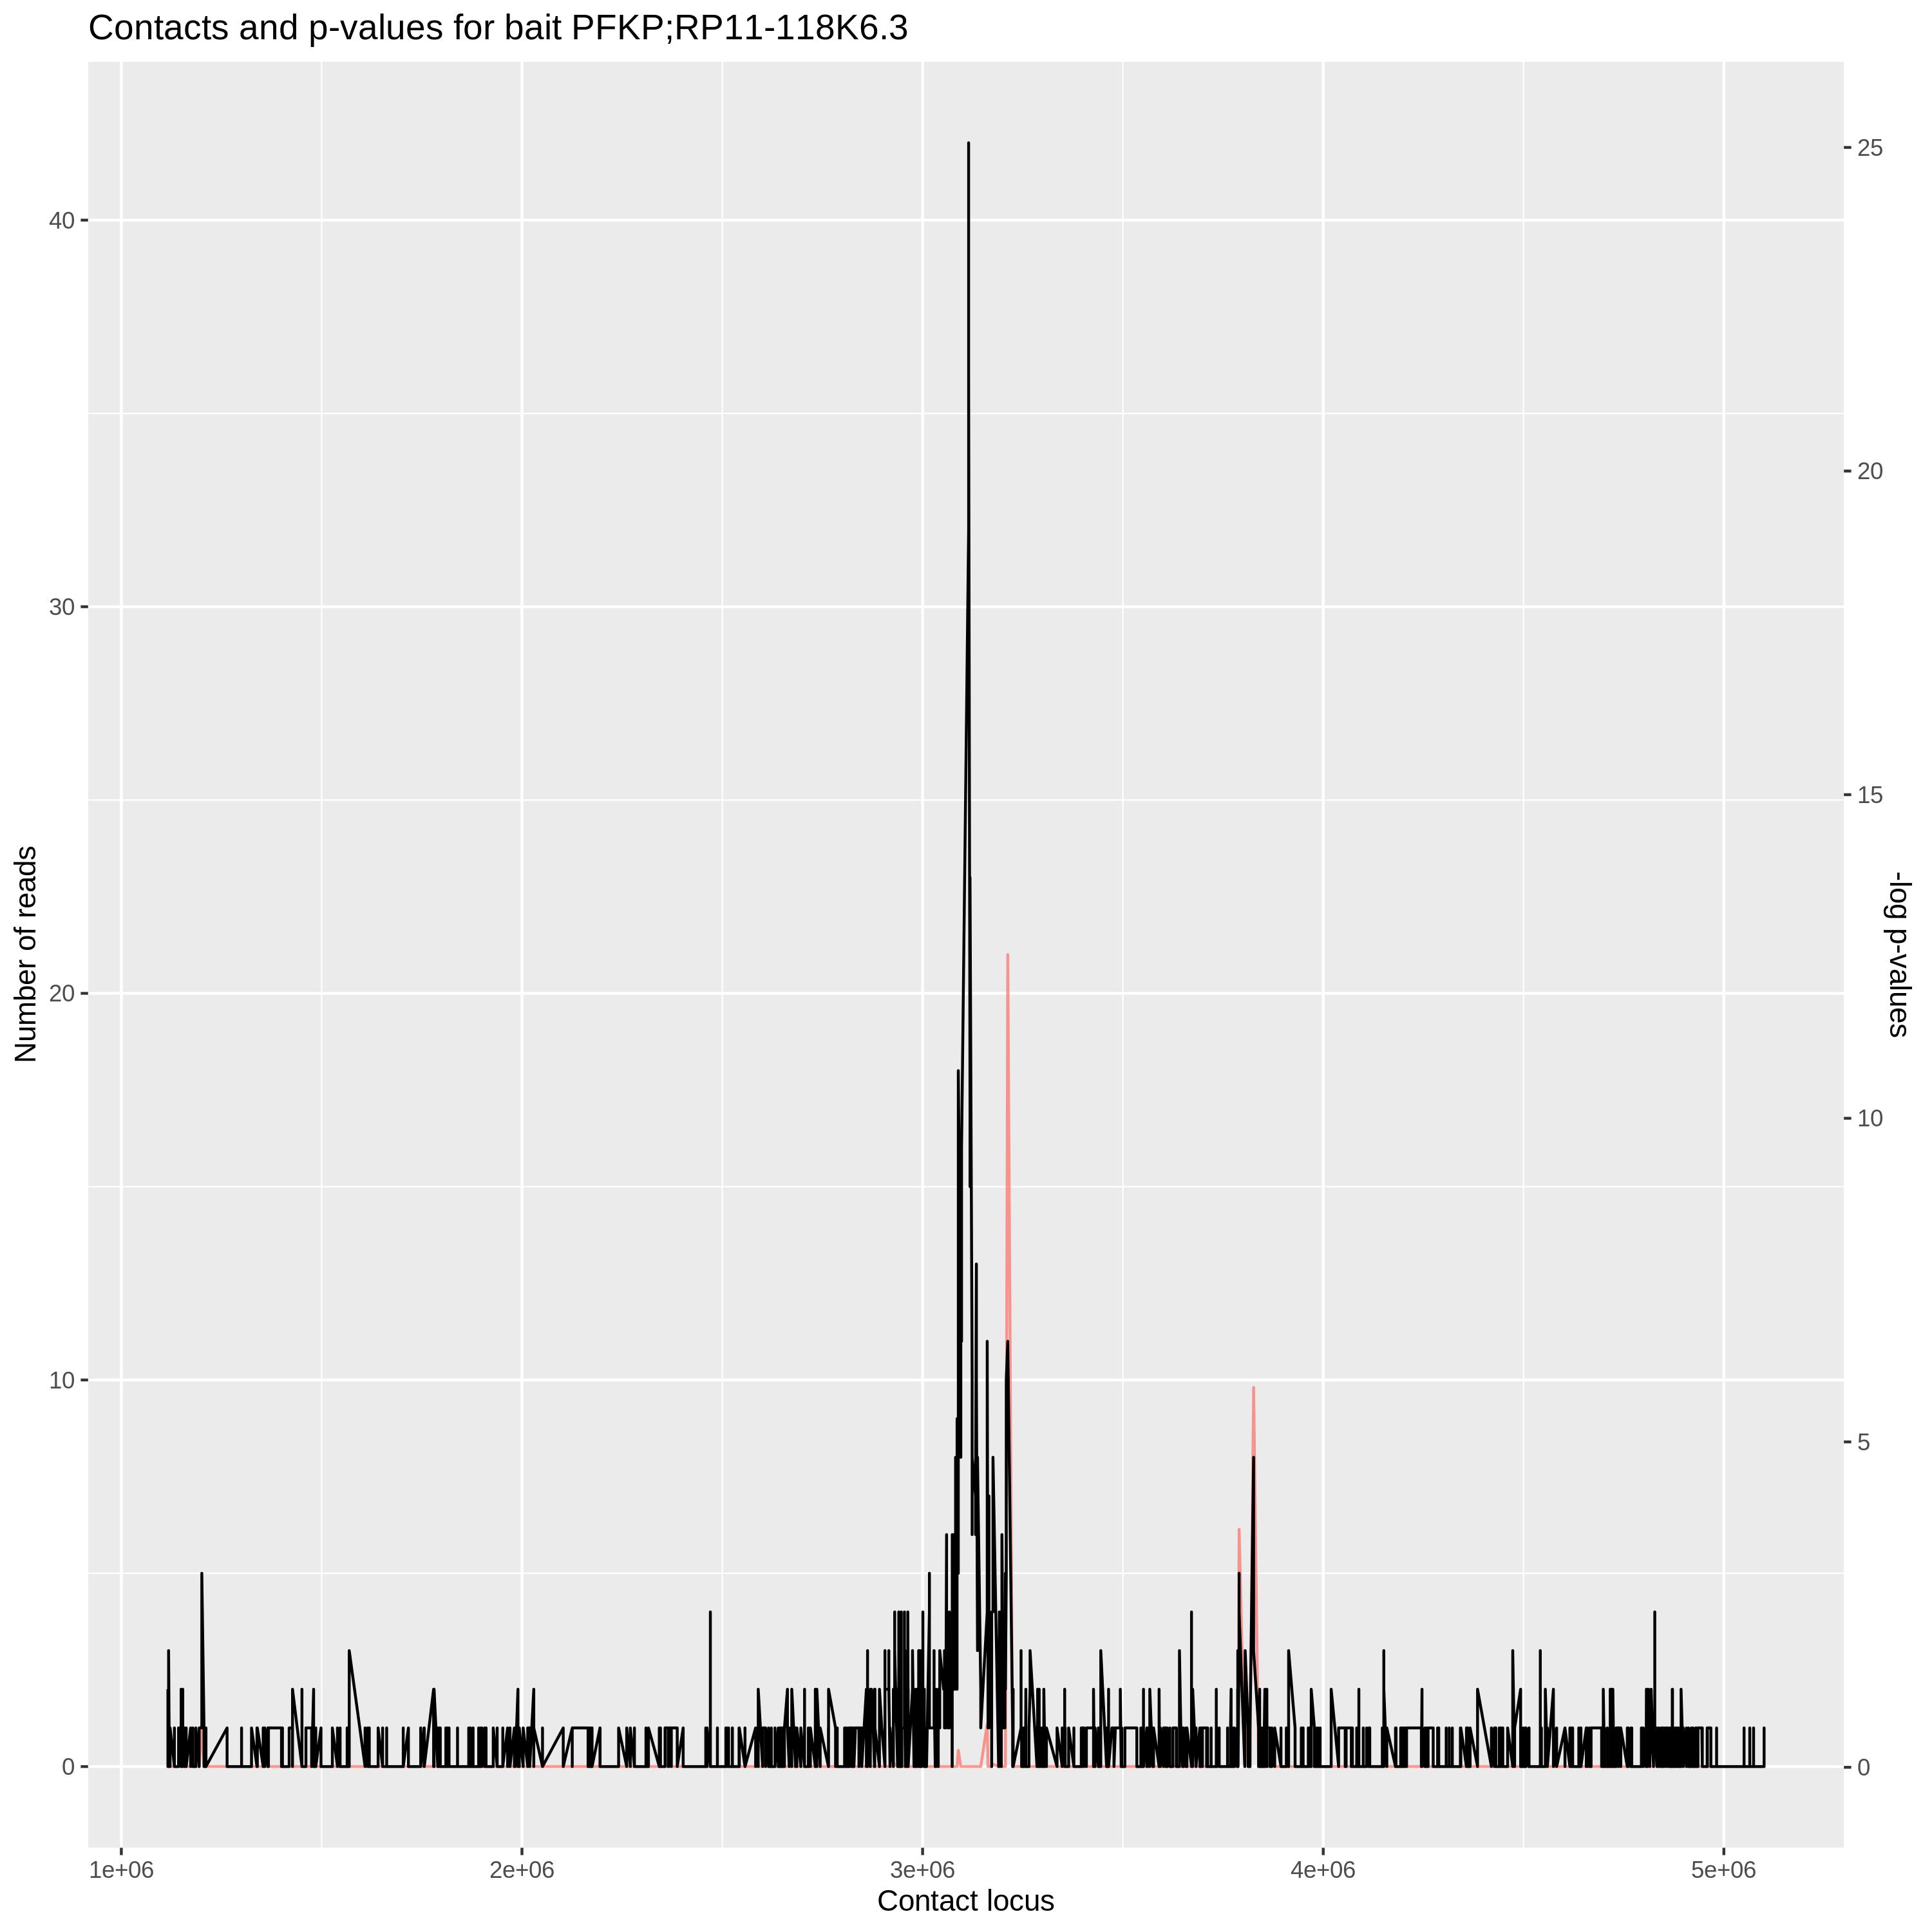 Contacts and p-values for bait PFKP;RP11-118K6.3
40
30
20
10
0
Number of reads
25
20
15
10
5
0
-log p-values
1e+06
2e+06
3e+06
4e+06
5e+06
Contact locus